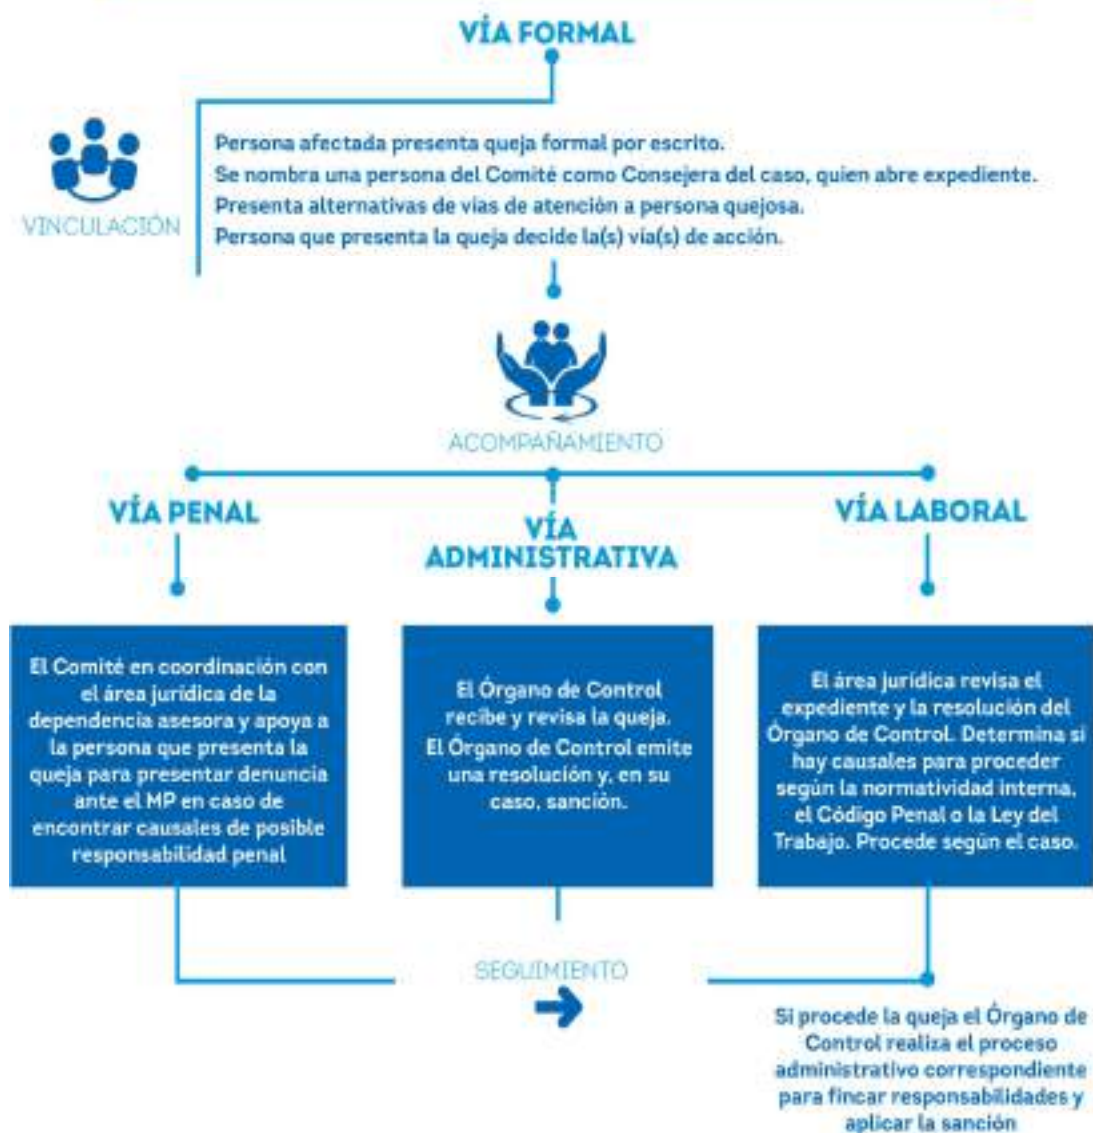 VÍA FORMAL
Persona afectada presenta queja formal por escrito.
Se nombra una persona del Comité como Consejera del caso, quien abre expediente.
Presenta alternativas de vías de atención a persona quejosa.
Persona que presenta la queja decide la(s) vía(s) de acción.
VINCULACIÓN
ACOMPAÑAMIENTO
VÍA PENAL
El Comité en coordinación con
el área jurídica de la
dependencia asesora y apoya a
la persona que presenta la
queja para presentar denuncia
ante el MP en caso de
encontrar causales de posible
responsabilidad penal
VÍA
ADMINISTRATIVA
El Órgano de Control
recibe y revisa la queja.
El Órgano de Control emite
una resolución y, en su
caso, sanción.
VÍA LABORAL
El área jurídica revisa el
expediente y la resolución del
Órgano de Control. Determina si
hay causales para proceder
según la normatividad interna,
el Código Penal o la Ley del
Trabajo. Procede según el caso.
SEGUIMIENTO
Si procede la queja el Órgano de
Control realiza el proceso
administrativo correspondiente
para fincar responsabilidades y
aplicar la sanción